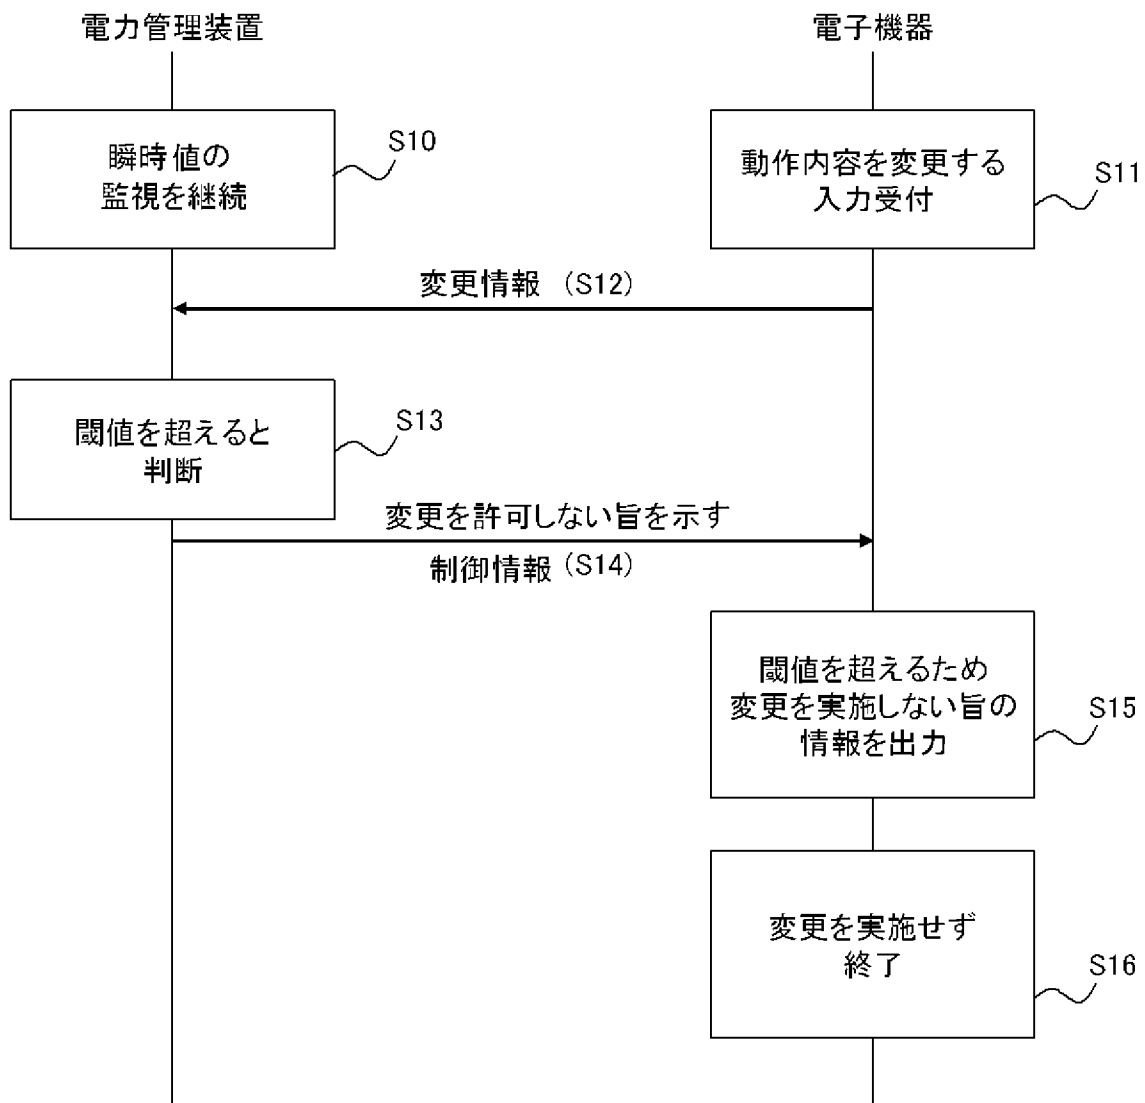 電力管理装置
電子機器
瞬時値の
監視を継続
S10
動作内容を変更する
入力受付
S11
変更情報 (S12)
閾値を超えると
判断
S13
変更を許可しない旨を示す
制御情報 (S14)
閾値を超えるため
変更を実施しない旨の
情報を出力
S15
変更を実施せず
終了
S16